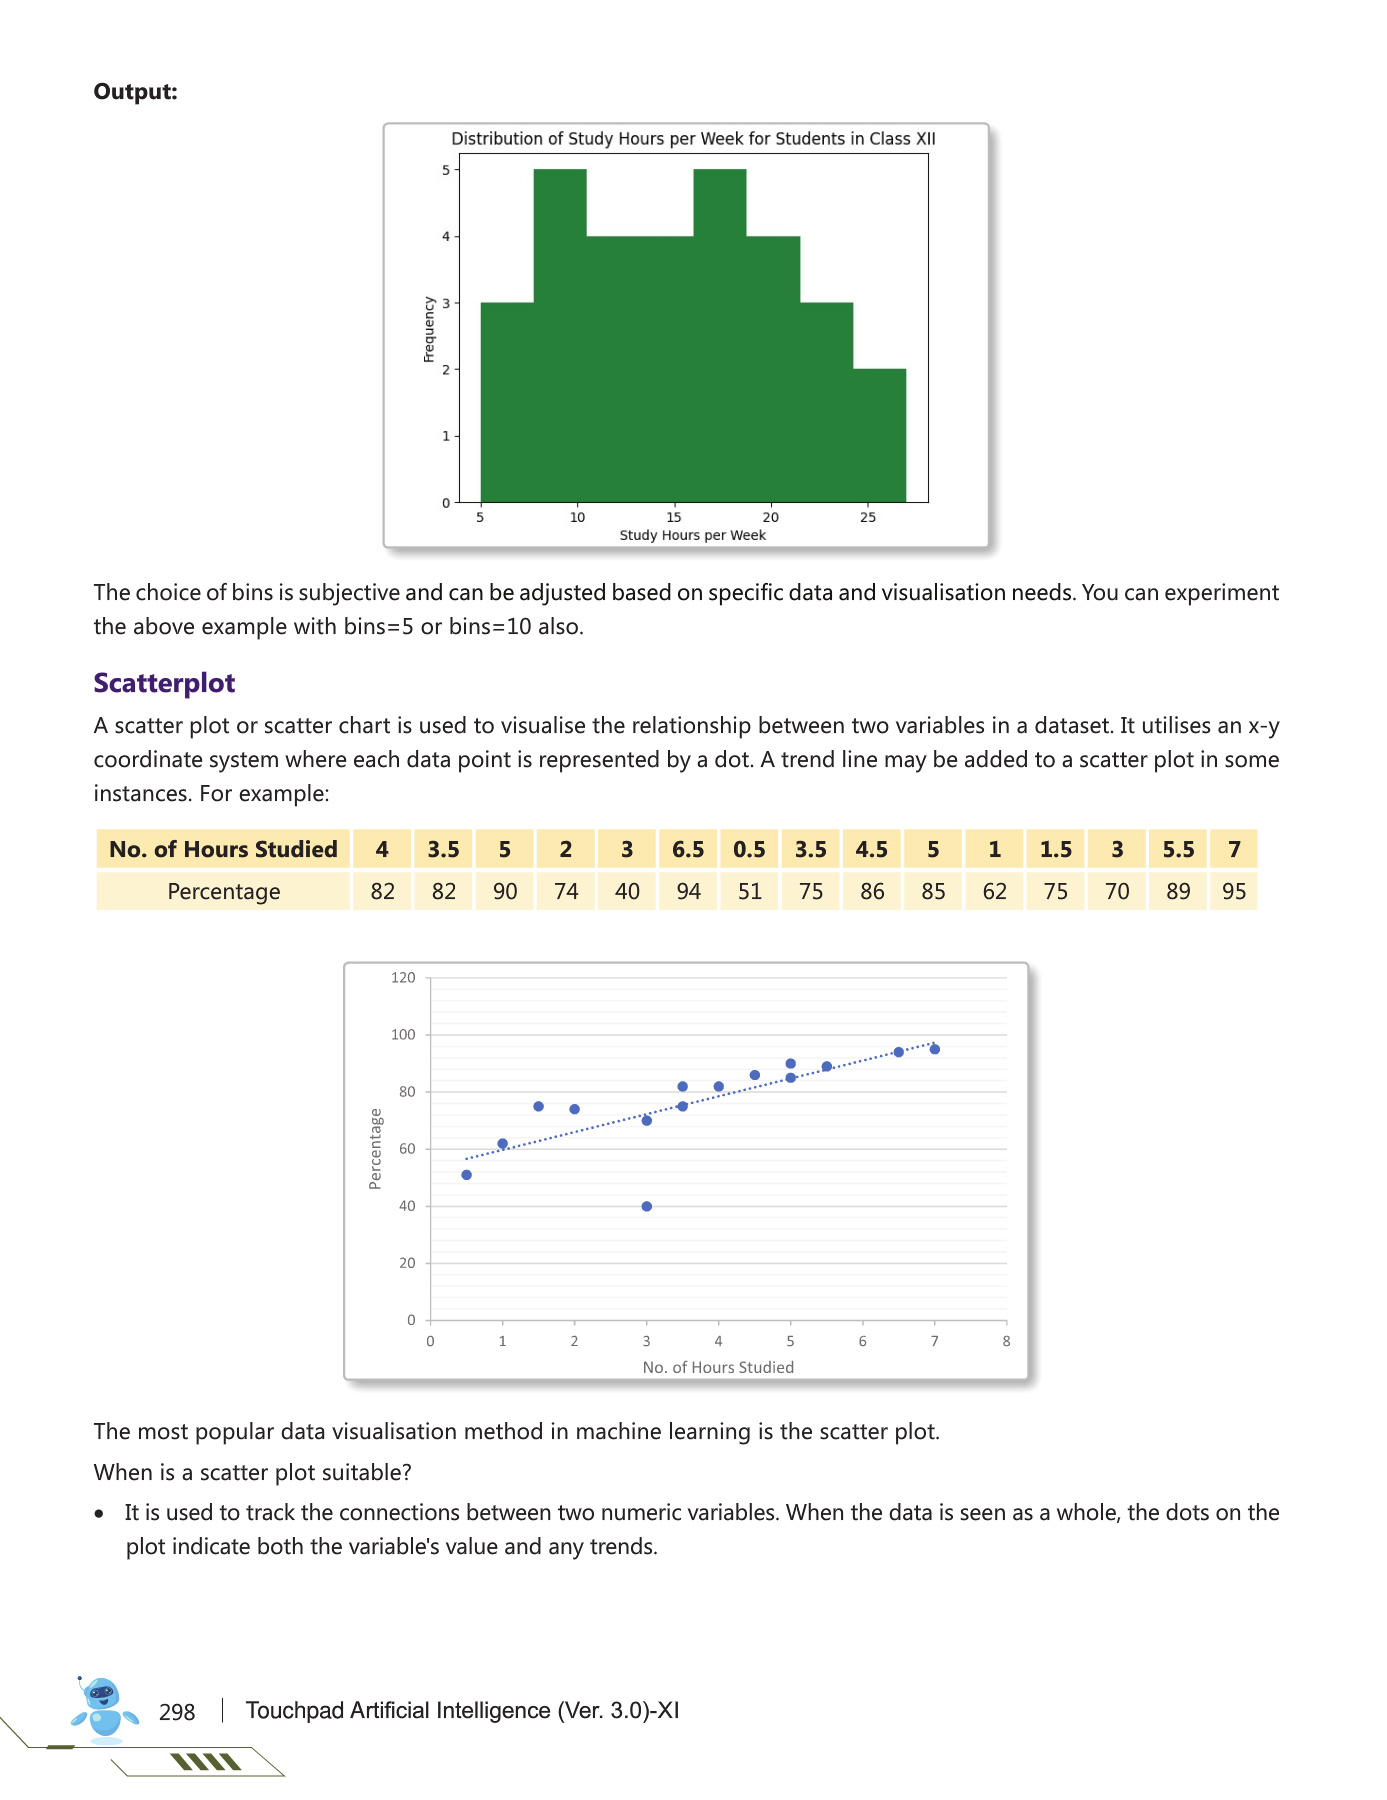 Output:
Distribution of Study Hours per Week for Students in Class XII
5
4
3
2
1
0
Frequency
5 10 15 20 25
Study Hours per Week
The choice of bins is subjective and can be adjusted based on specific data and visualisation needs. You can experiment
the above example with bins=5 or bins=10 also.
Scatterplot
A scatter plot or scatter chart is used to visualise the relationship between two variables in a dataset. It utilises an x-y
coordinate system where each data point is represented by a dot. A trend line may be added to a scatter plot in some
instances. For example:
No. of Hours Studied 4 3.5 5 2 3 6.5 0.5 3.5 4.5 5 1 1.5 3 5.5 7
Percentage 82 82 90 74 40 94 51 75 86 85 62 75 70 89 95
120
100
80
60
40
20
0
Percentage
0 1 2 3 4 5 6 7 8
No. of Hours Studied
The most popular data visualisation method in machine learning is the scatter plot.
When is a scatter plot suitable?
• It is used to track the connections between two numeric variables. When the data is seen as a whole, the dots on the
plot indicate both the variable's value and any trends.
298 Touchpad Artificial Intelligence (Ver. 3.0)-XI